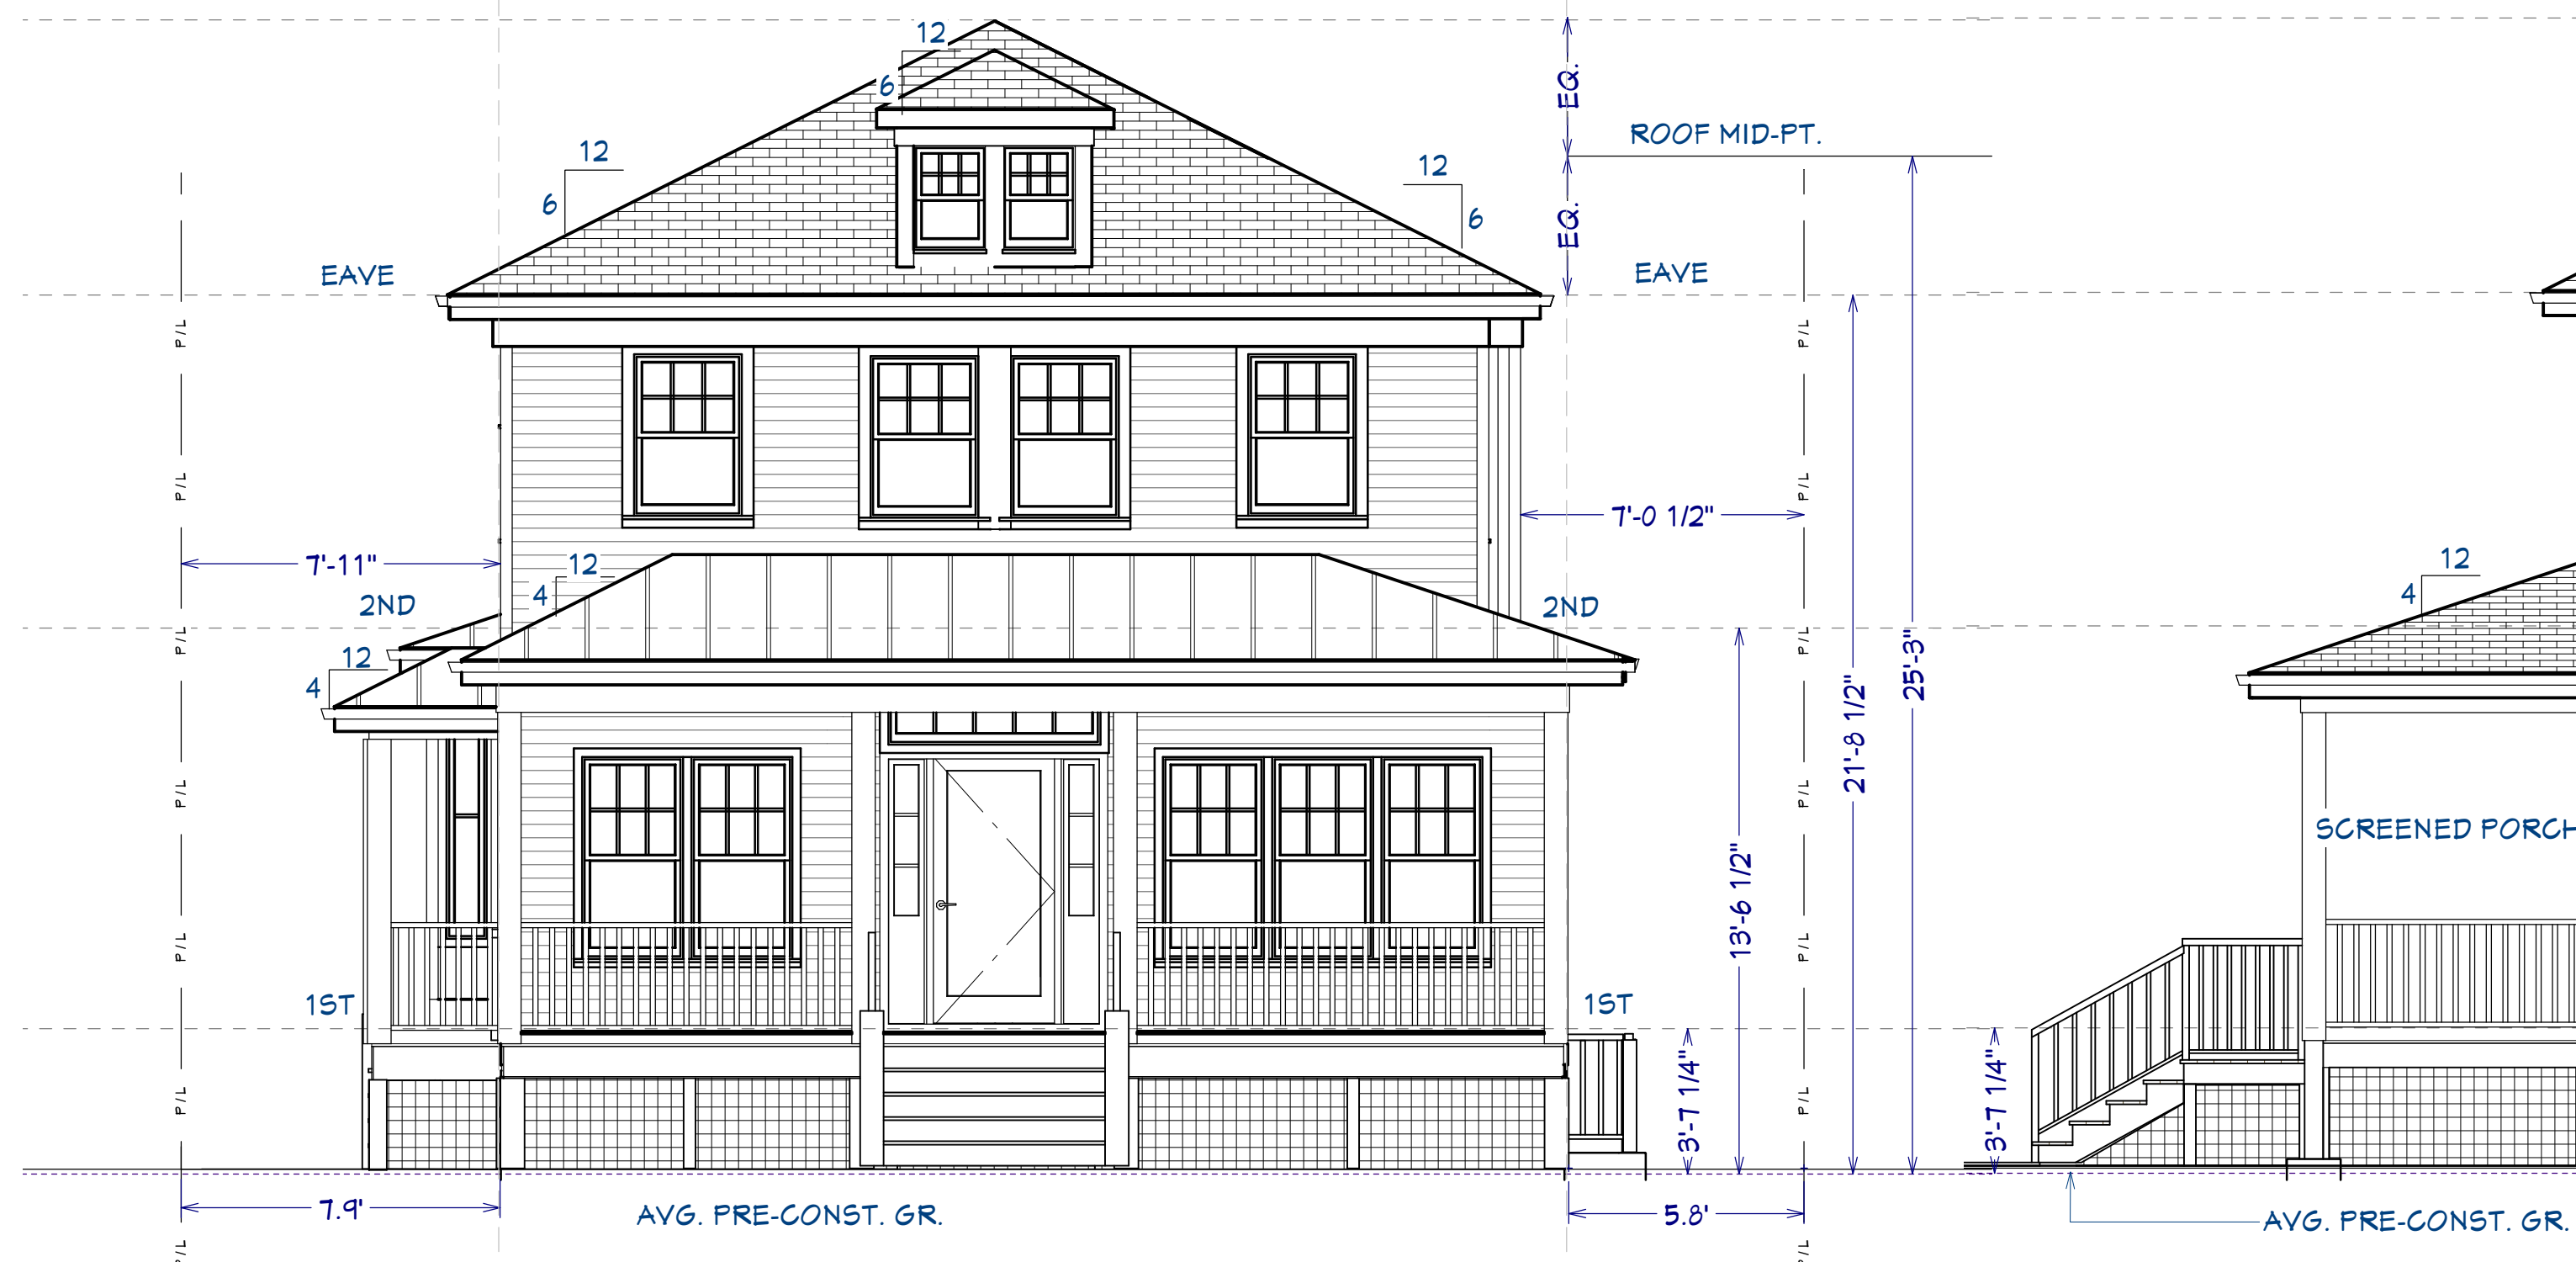 12
6
EQ.
ROOF MID-PT.
12
6
12
6
EQ.
EAVE
EAVE
P/L
P/L
P/L
P/L
7'-0 1/2"
7'-11"
12
4
12
4
2ND
2ND
P/L
P/L
12
4
25'-3"
21'-8 1/2"
P/L
P/L
SCREENED PORCH
13'-6 1/2"
P/L
P/L
1ST
1ST
3'-7 1/4"
3'-7 1/4"
P/L
P/L
7.9'
AVG. PRE-CONST. GR.
5.8'
AVG. PRE-CONST. GR.
P/L
P/L